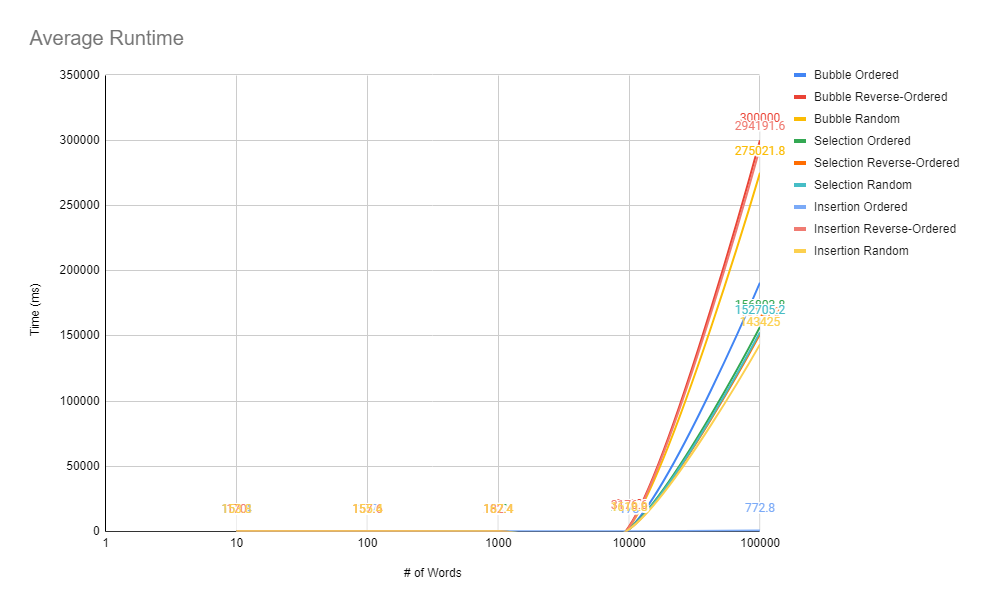 Average Runtime
350000
300000
250000
200000
150000
100000
50000
0
Time (ms)
1
10
100
1000
10000
100000
# of Words
300000
294191.6
275021.8
156803.8
152705.2
143425
772.8
Bubble Ordered
Bubble Reverse-Ordered
Bubble Random
Selection Ordered
Selection Reverse-Ordered
Selection Random
Insertion Ordered
Insertion Reverse-Ordered
Insertion Random